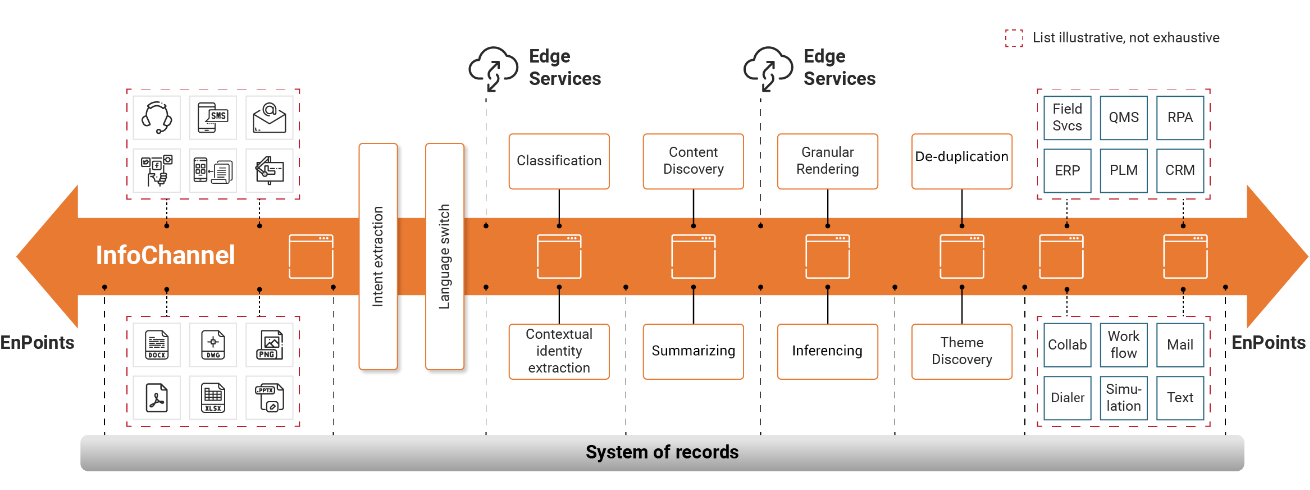 List illustrative, not exhaustive
Edge
Services
Edge
Services
SMS
Field
Svcs
QMS
RPA
ERP
PLM
CRM
Classification
Content
Discovery
Granular
Rendering
De-duplication
InfoChannel
Intent extraction
Language switch
EnPoints
EnPoints
DOCX
DWG
PNG
XLSX
.PPTX
Contextual
identity
extraction
Summarizing
Inferencing
Theme
Discovery
Collab
Work
flow
Mail
Dialer
Simu-
lation
Text
System of records